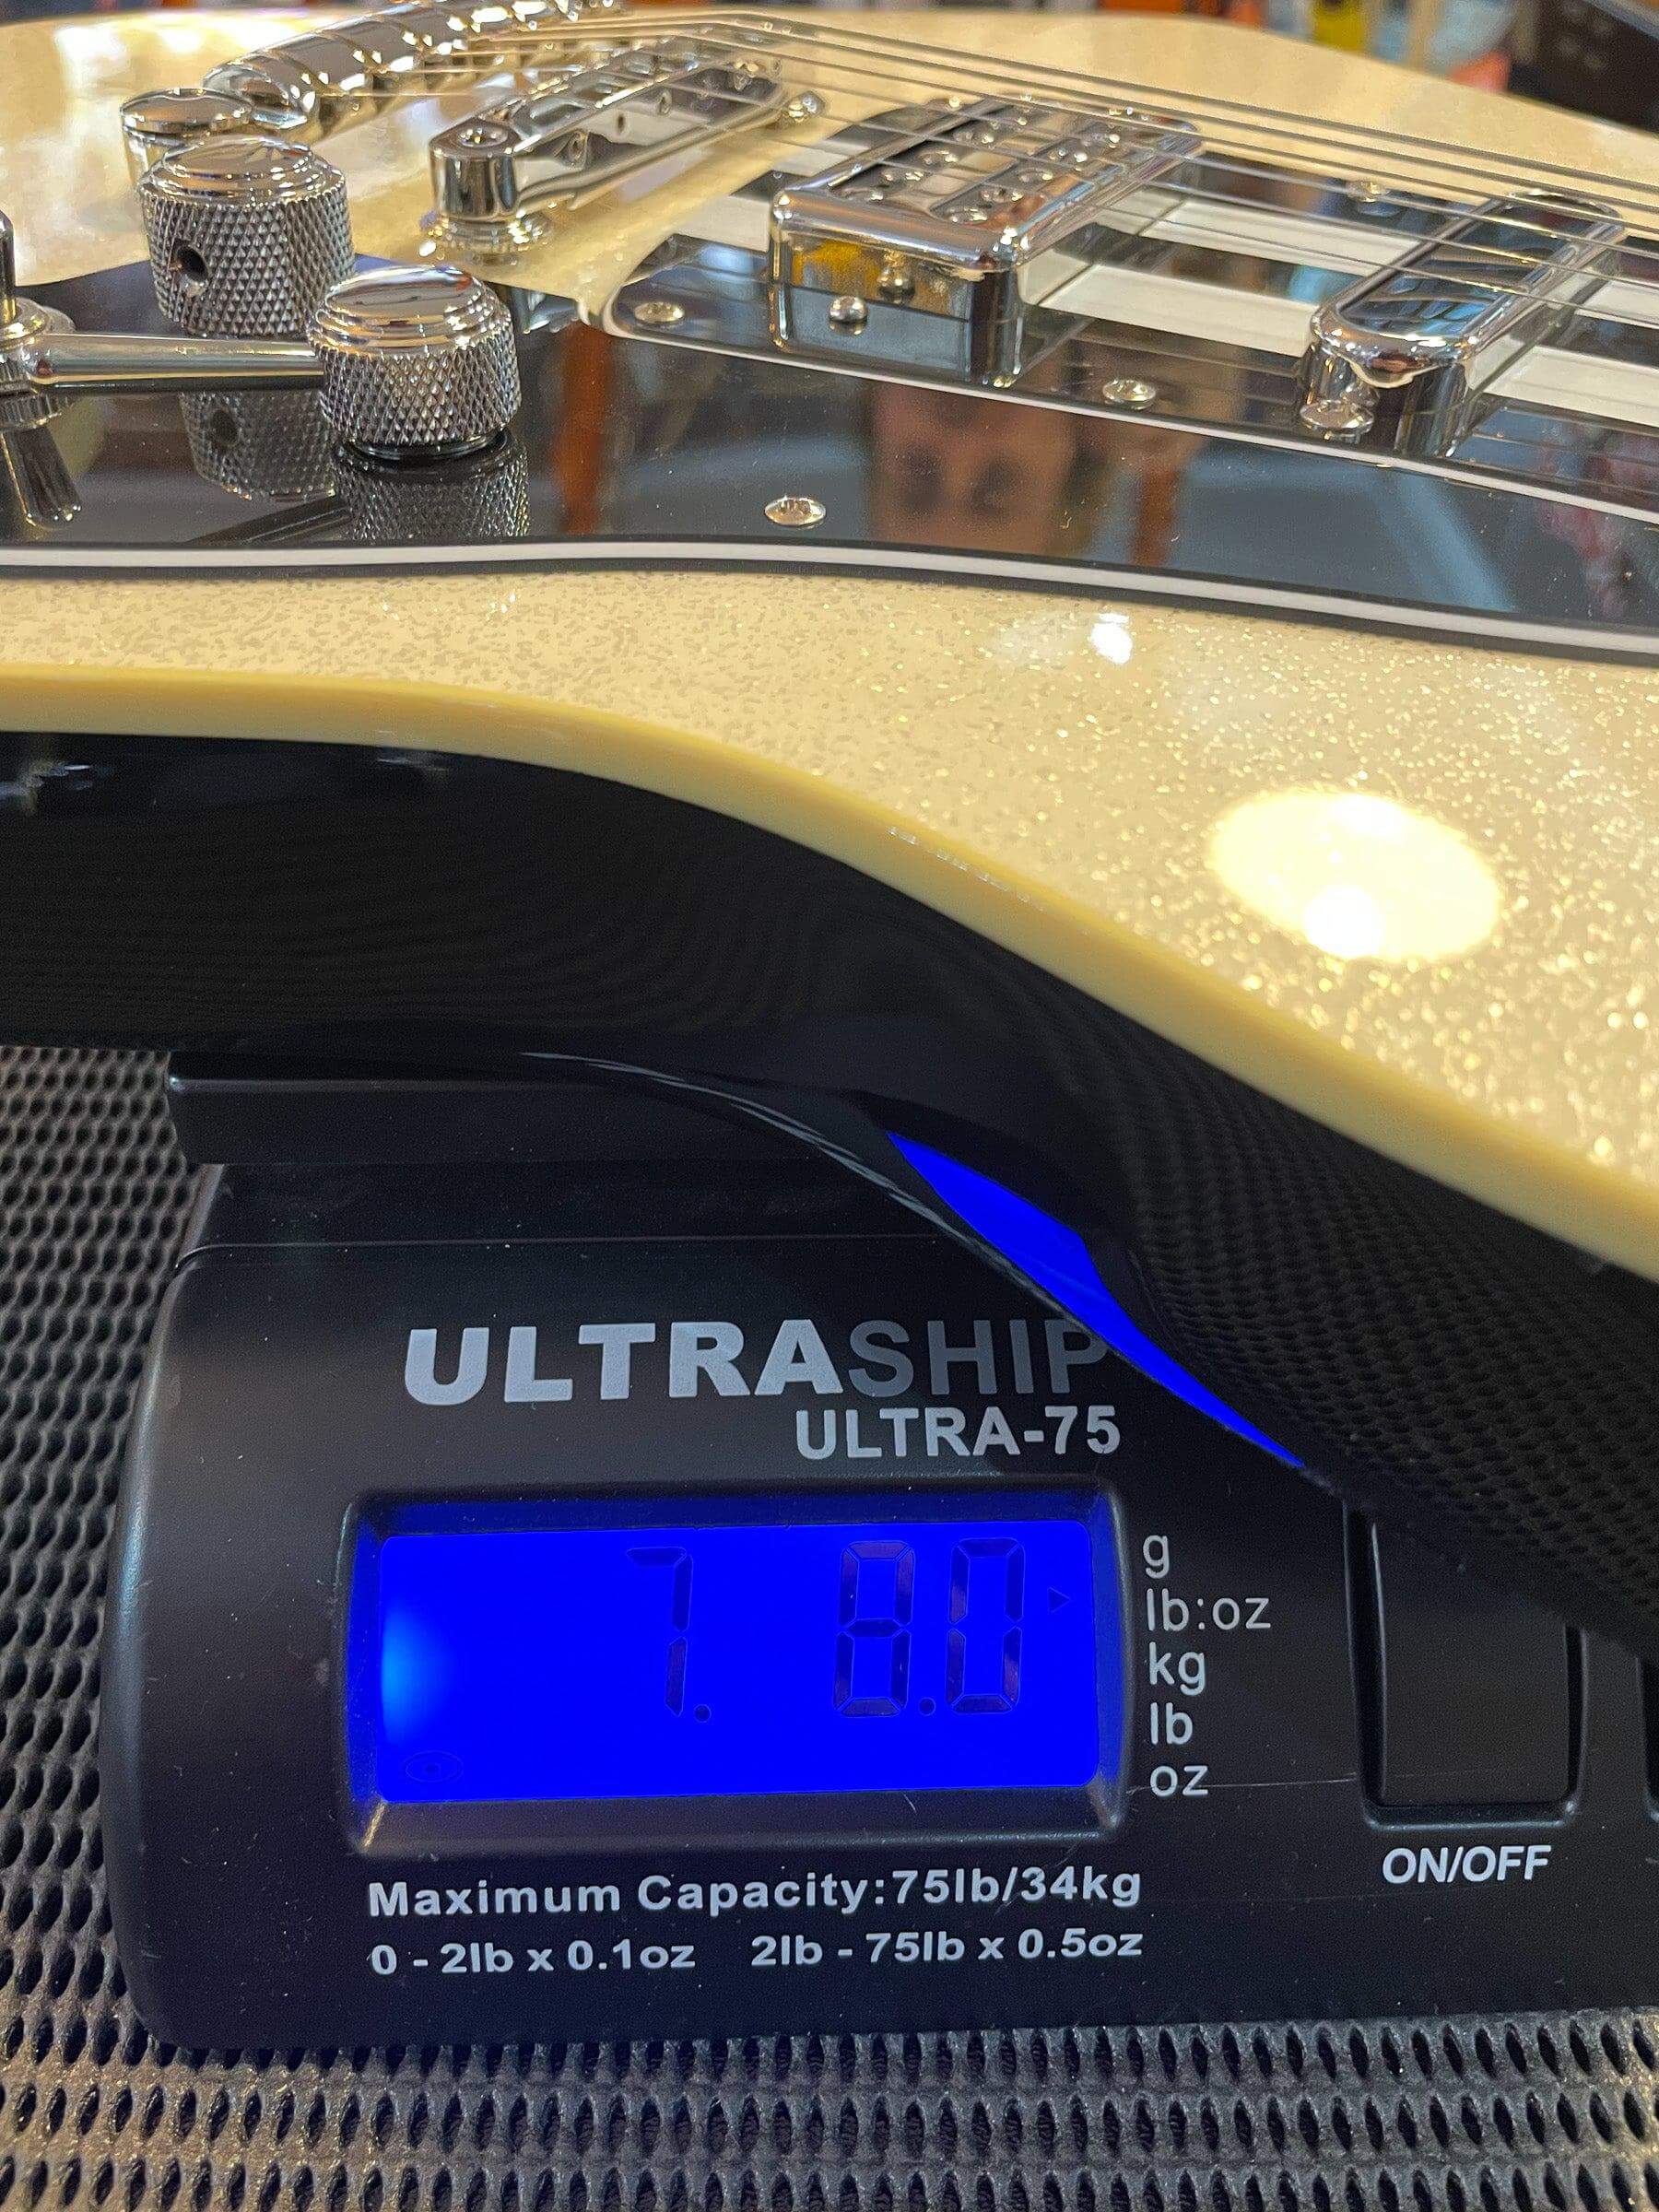 ULTRASHIP
ULTRA-75
7. 8.0
g
lb:oz
kg
lb
oz
ON/OFF
Maximum Capacity:75lb/34kg
0 - 2lb x 0.1oz 2lb - 75lb x 0.5oz